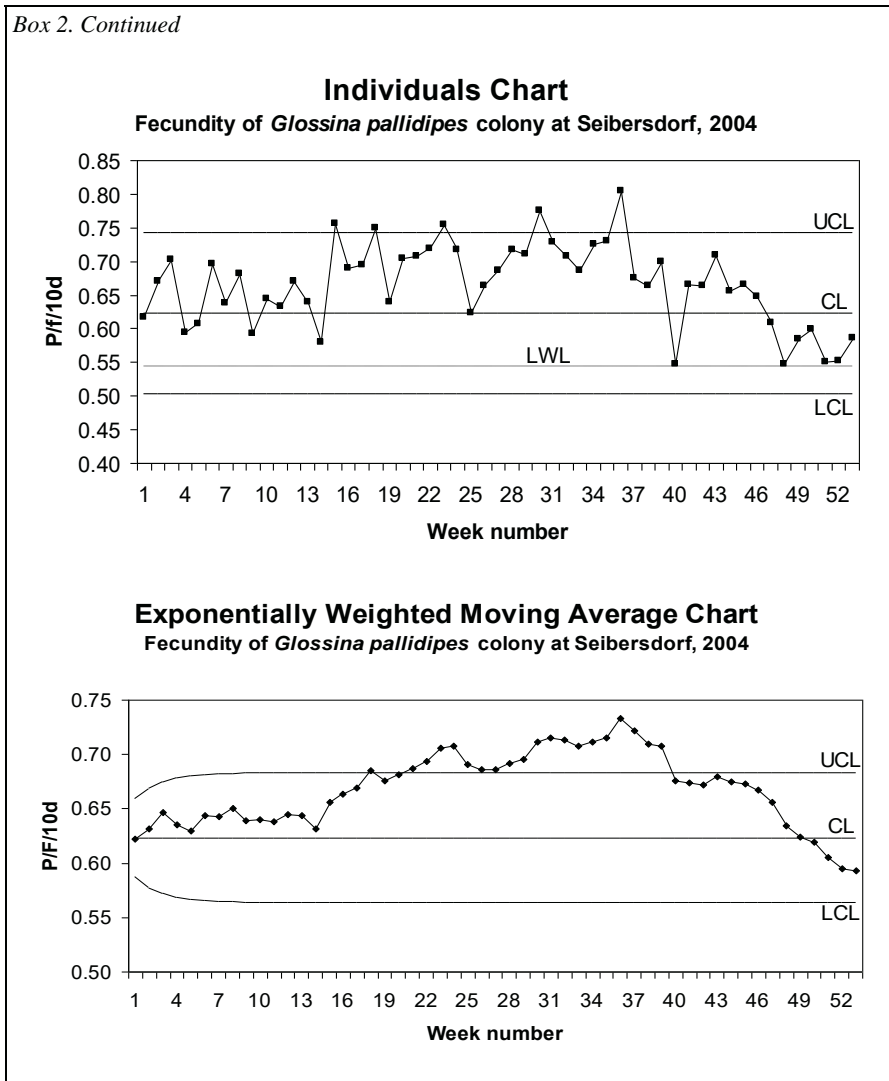 Box 2. Continued
Individuals Chart
Fecundity of Glossina pallidipes colony at Seibersdorf, 2004
0.85
0.80
0.75
0.70
0.65
0.60
0.55
0.50
0.45
0.40
P/f/10d
UCL
CL
LWL
LCL
1 4 7 10 13 16 19 22 25 28 31 34 37 40 43 46 49 52
Week number
Exponentially Weighted Moving Average Chart
Fecundity of Glossina pallidipes colony at Seibersdorf, 2004
0.75
0.70
0.65
0.60
0.55
0.50
P/F/10d
UCL
CL
LCL
1 4 7 10 13 16 19 22 25 28 31 34 37 40 43 46 49 52
Week number